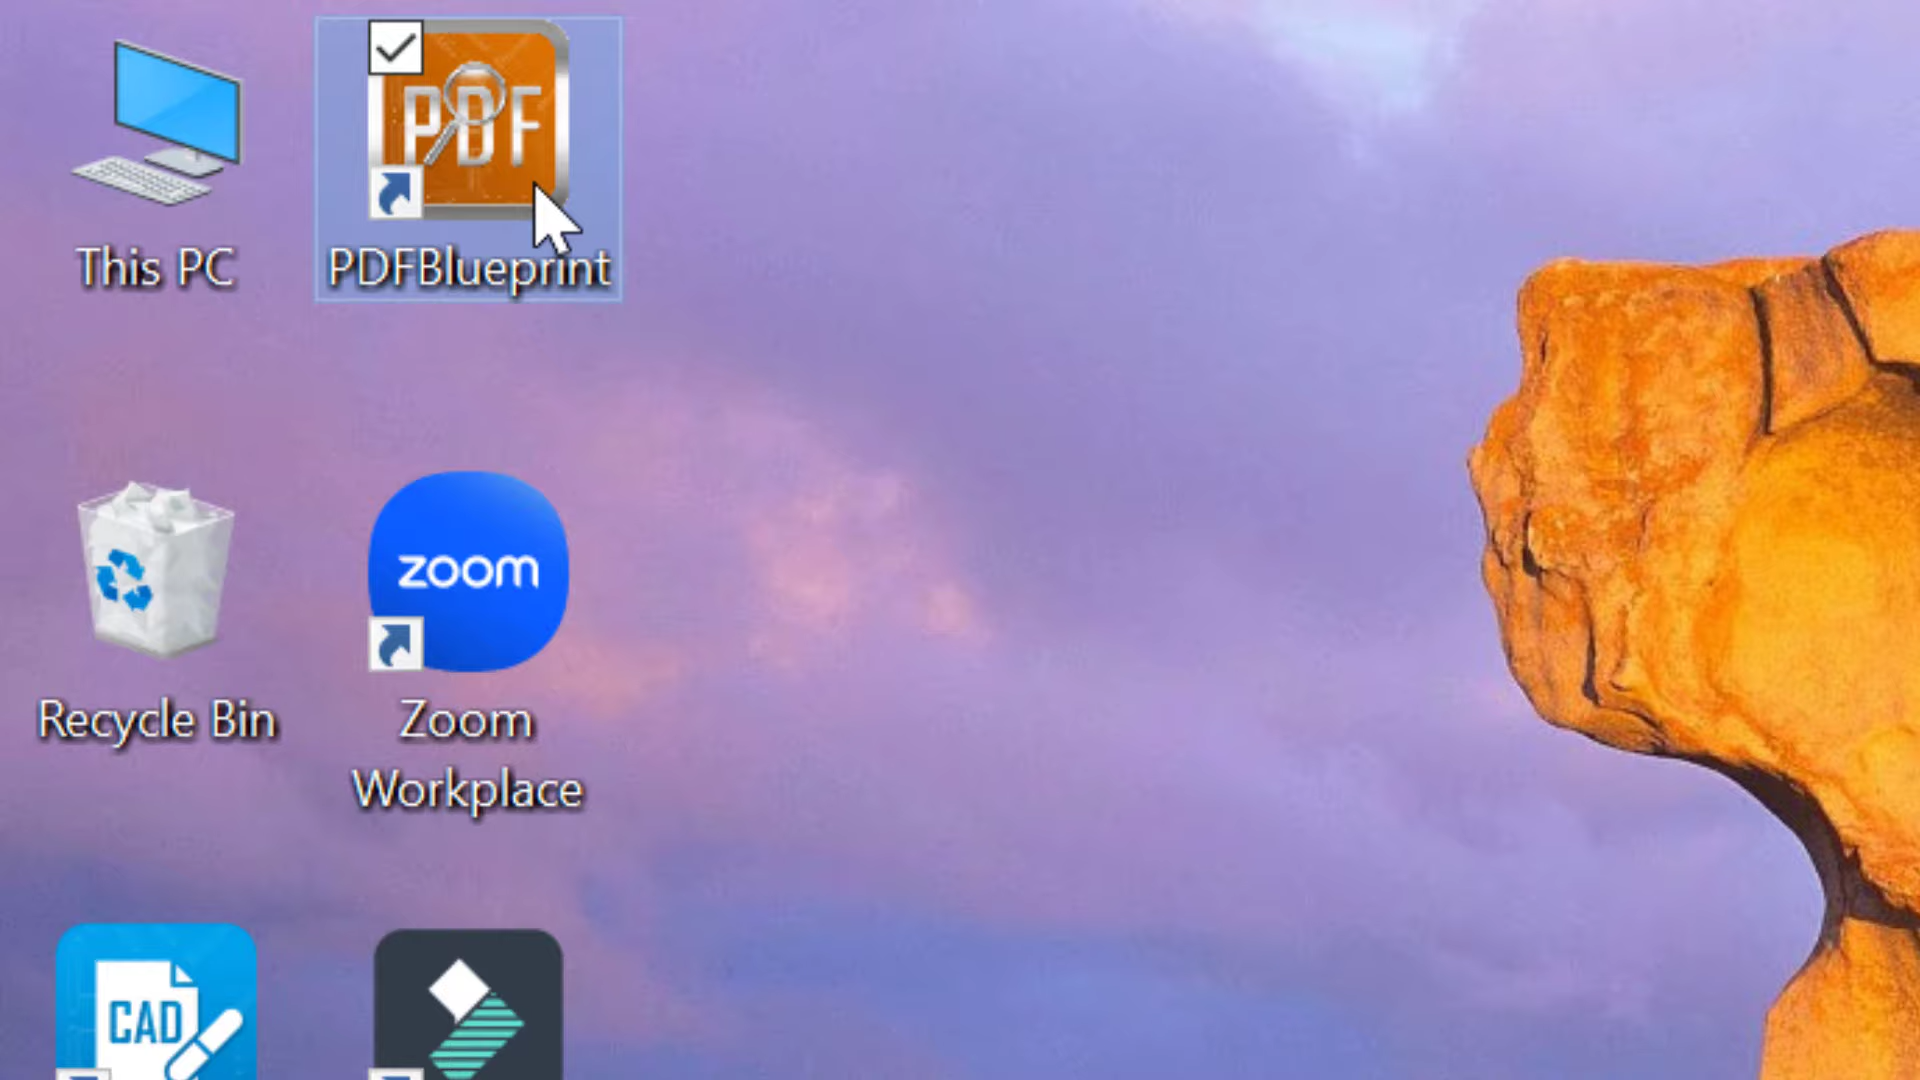 PDF
This PC
PDFBlueprint
zoom
Recycle Bin
Zoom
Workplace
CAD